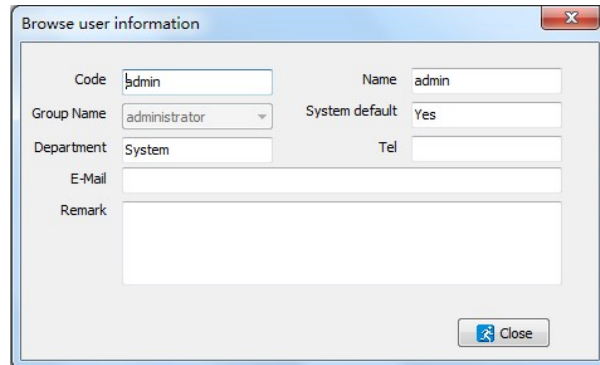 Browse user information
Code admin Name admin
Group Name administrator System default Yes
Department System Tel
E-Mail
Remark
Close